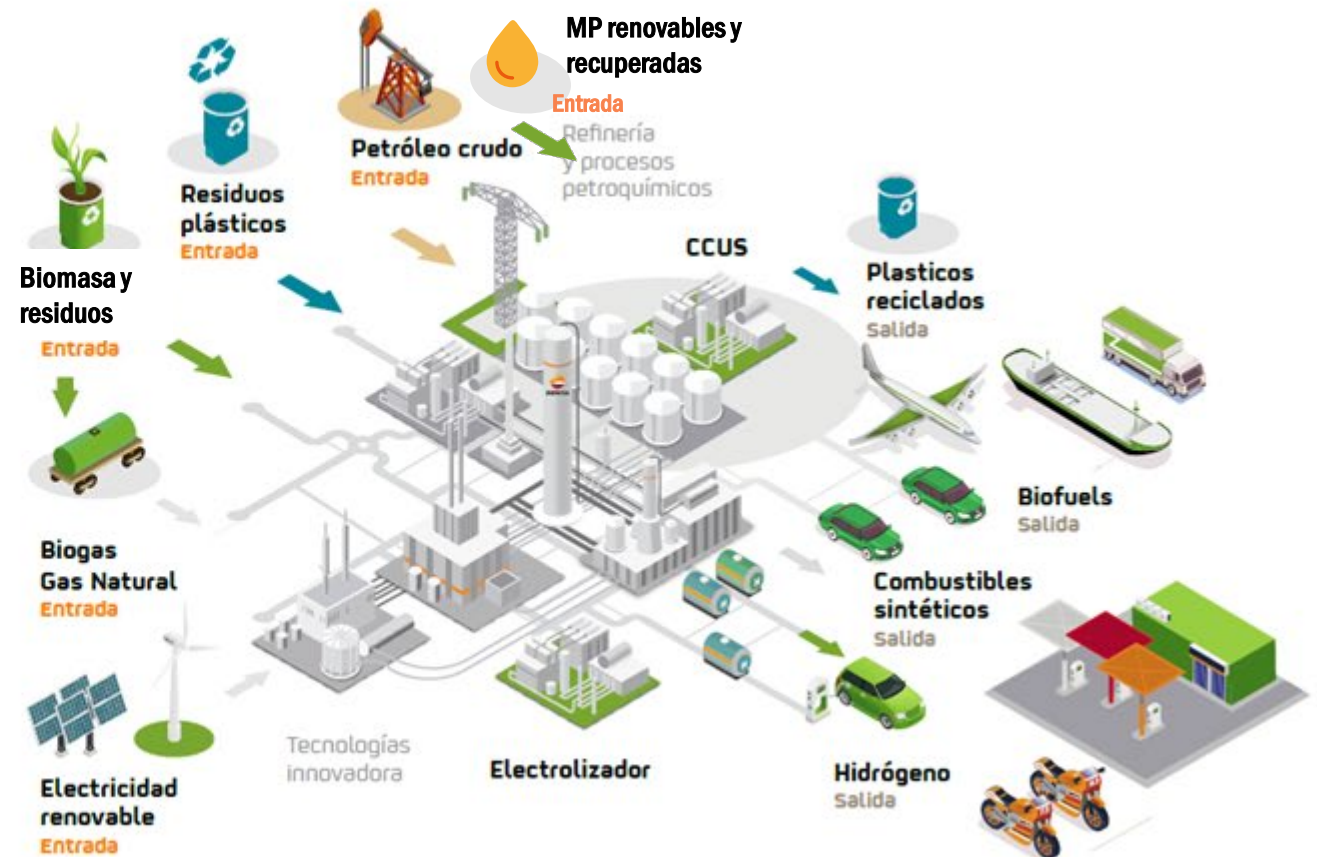 MP renovables y
recuperadas
Entrada
Refinería
y procesos
petroquímicos
Petróleo crudo
Entrada
Residuos
plásticos
Entrada
Biomasa y
residuos
Entrada
CCUS
Plasticos
reciclados
Salida
Biofuels
Salida
Biogas
Gas Natural
Entrada
Combustibles
sintéticos
Salida
Electricidad
renovable
Entrada
Tecnologías
innovadora
Electrolizador
Hidrógeno
Salida